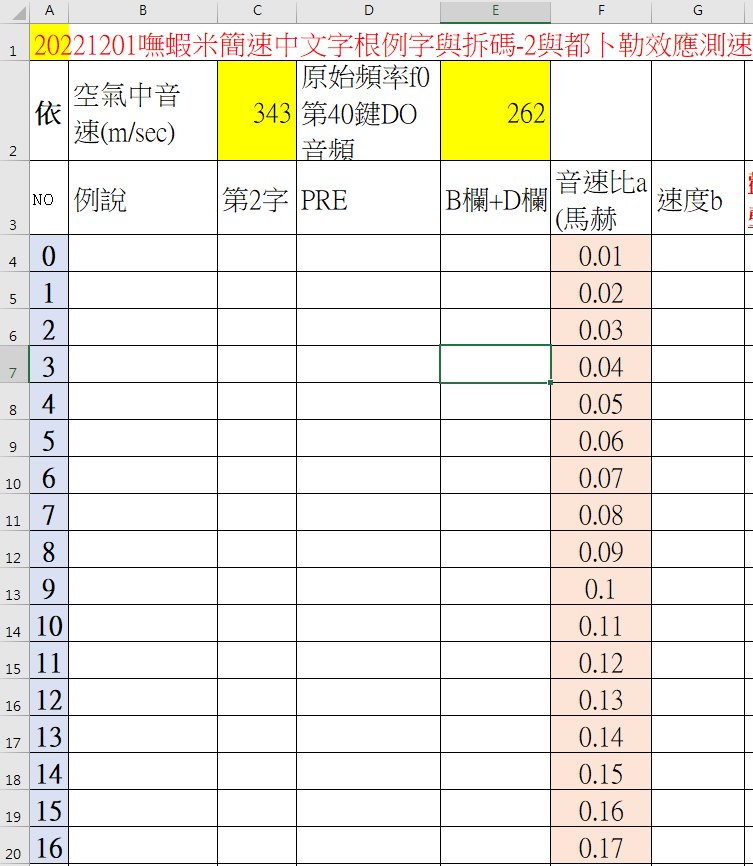 A B C D E F G
1 20221201嘸蝦米簡速中文字根例字與拆碼-2與都卜勒效應測速
2 依 空氣中音速(m/sec) 343 原始頻率f0第40鍵DO音頻 262
3 NO 例說 第2字 PRE B欄+D欄 音速比a(馬赫 速度b
4 0 0.01
5 1 0.02
6 2 0.03
7 3 0.04
8 4 0.05
9 5 0.06
10 6 0.07
11 7 0.08
12 8 0.09
13 9 0.1
14 10 0.11
15 11 0.12
16 12 0.13
17 13 0.14
18 14 0.15
19 15 0.16
20 16 0.17